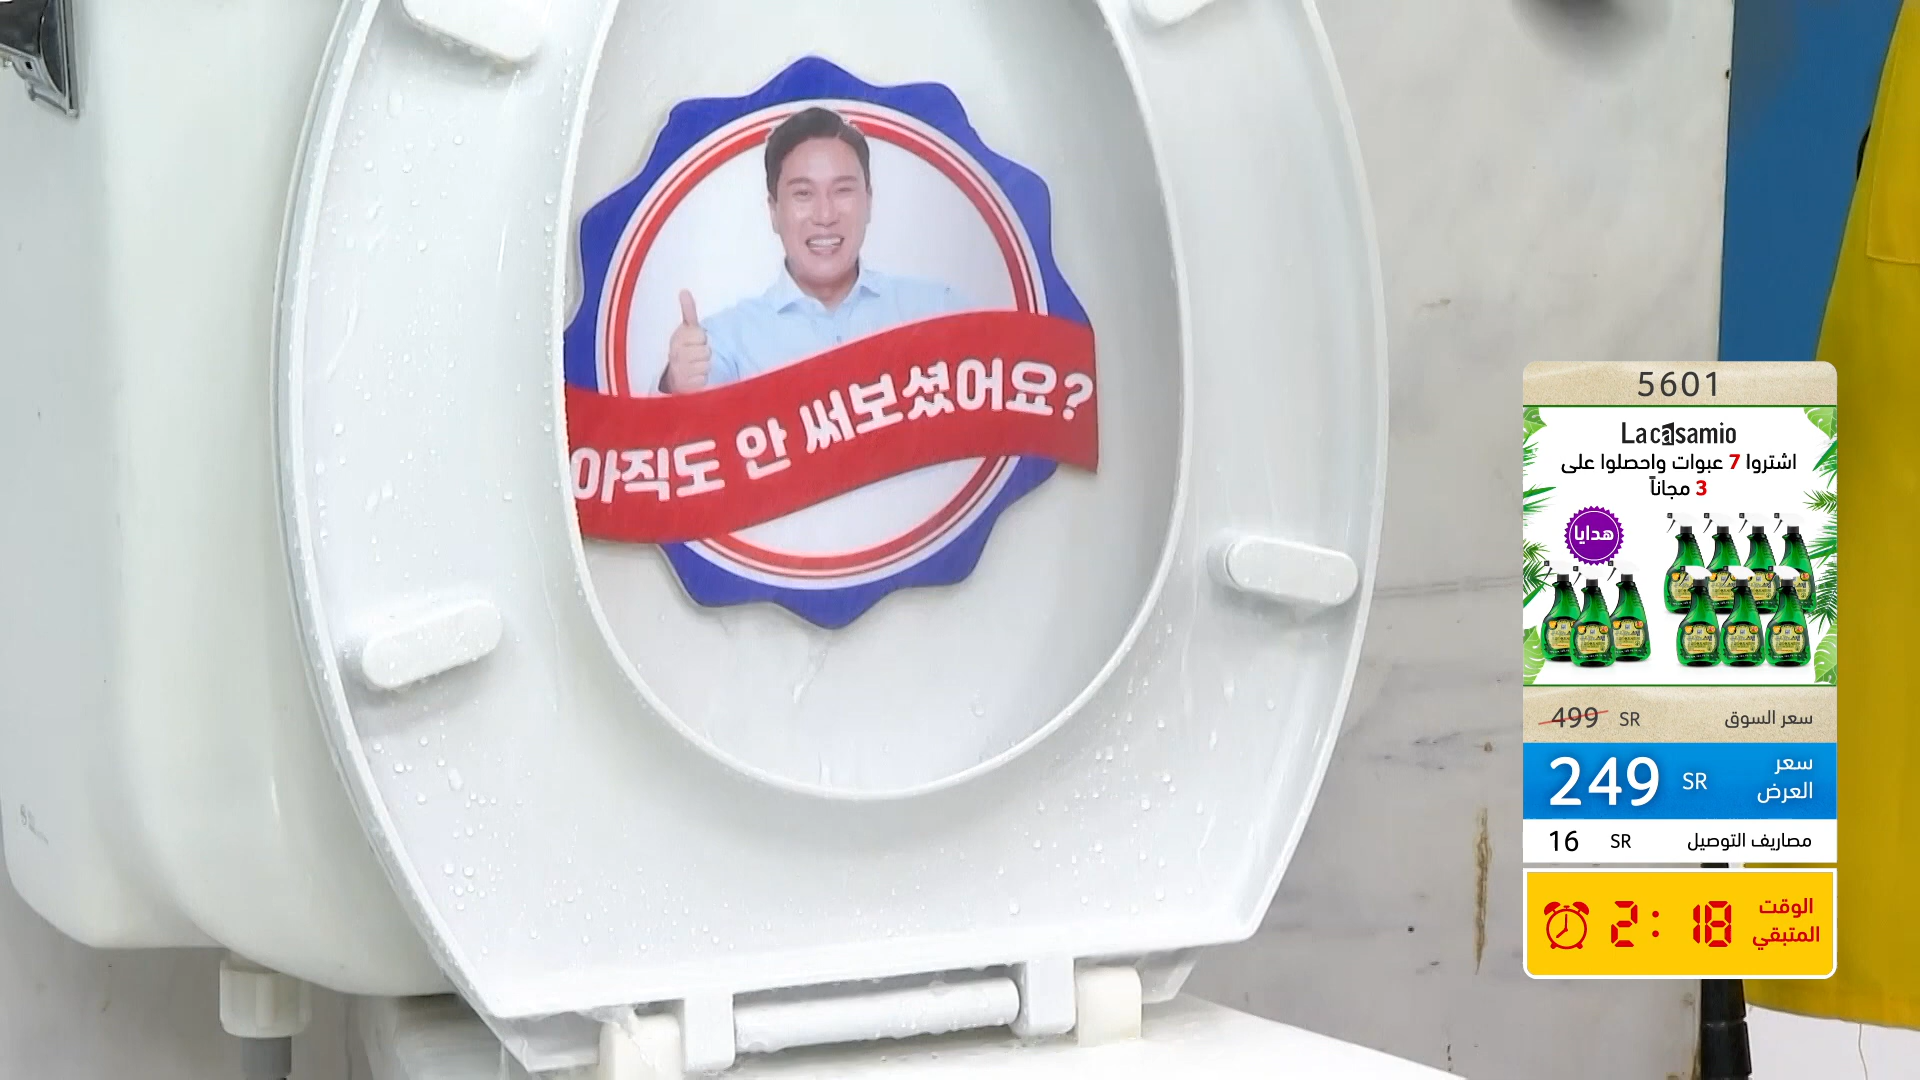 아직도 안 써보셨어요?
5601
Lacasamio
اشتروا 7 عبوات واحصلوا على
3 مجاناً
هدايا
سعر السوق SR 499
سعر العرض SR 249
مصاريف التوصيل SR 16
الوقت المتبقي 2:18